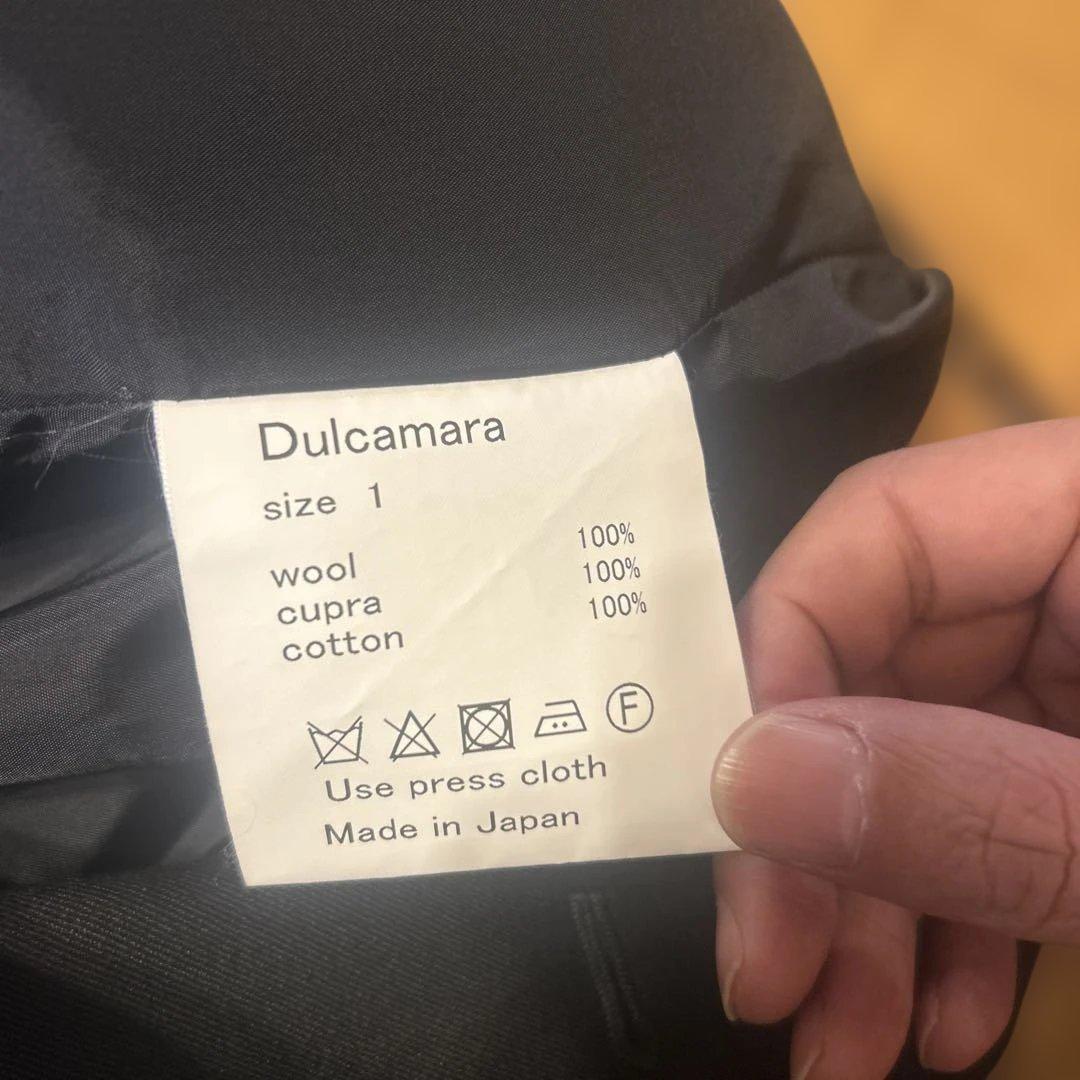 Dulcamara
size 1
wool 100%
cupra 100%
cotton 100%
F
Use press cloth
Made in Japan